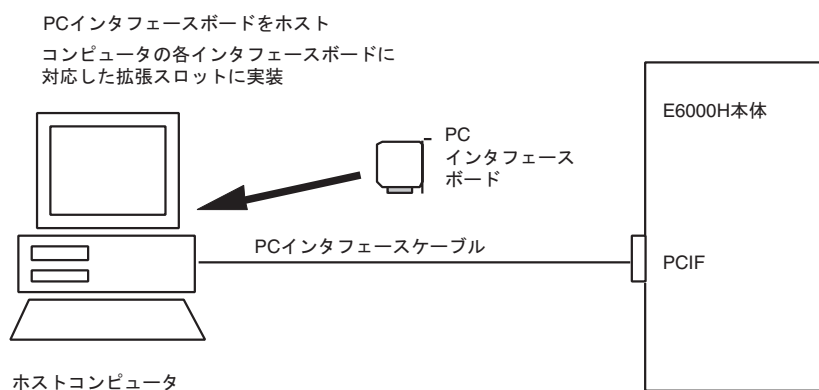 PCインタフェースボードをホスト
コンピュータの各インタフェースボードに
対応した拡張スロットに実装
E6000H本体
PC
インタフェース
ボード
PCインタフェースケーブル
PCIF
ホストコンピュータ